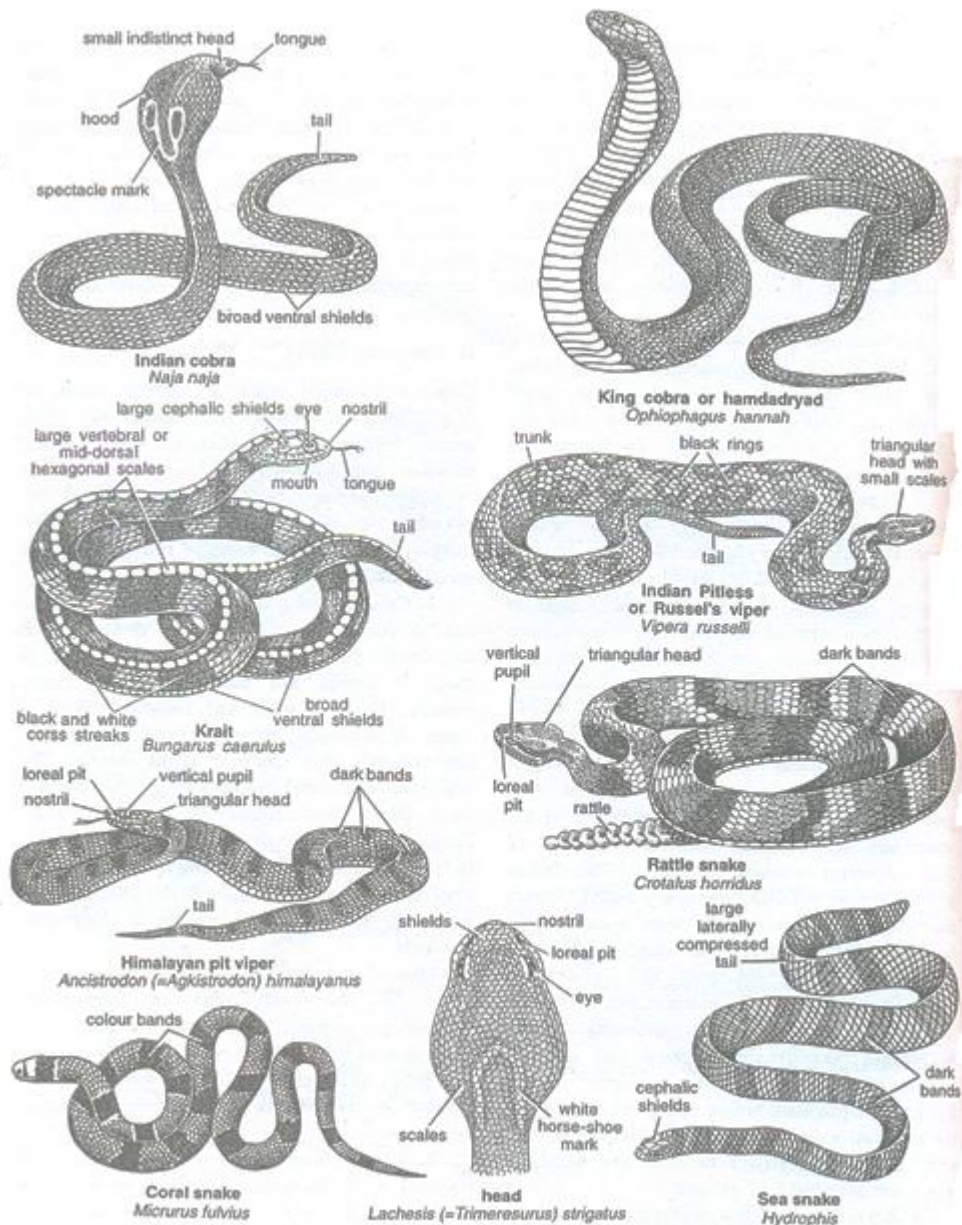 small indistinct head
tongue
hood
tail
spectacle mark
broad ventral shields
Indian cobra
Naja naja
King cobra or hamdadryad
Ophiophagus hannah
large cephalic shields
eye
nostril
large vertebral or
mid-dorsal
hexagonal scales
mouth
tongue
tail
black and white
corss streaks
broad
ventral shields
Krait
Bungarus caerulus
trunk
black rings
triangular
head with
small scales
tail
Indian Pitless
or Russel's viper
Vipera russelli
vertical
pupil
triangular head
dark bands
loreal
pit
rattle
Rattle snake
Crotalus horridus
loreal pit
vertical pupil
dark bands
nostril
triangular head
tail
Himalayan pit viper
Ancistrodon (=Agkistrodon) himalayanus
shields
nostril
loreal pit
eye
scales
white
horse-shoe
mark
head
Lachesis (=Trimeresurus) strigatus
large
laterally
compressed
tail
dark
bands
cephalic
shields
Sea snake
Hydrophis
colour bands
Coral snake
Micrurus fulvius